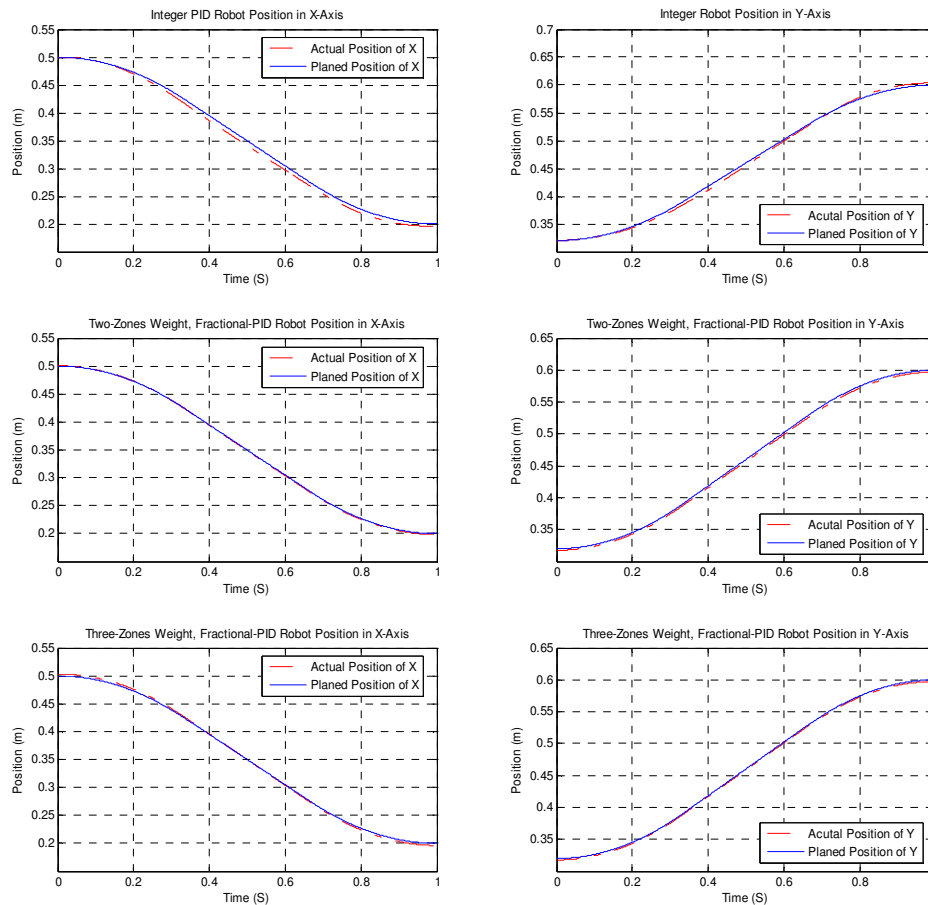 Integer PID Robot Position in X-Axis
0.55
0.5
0.45
0.4
0.35
0.3
0.25
0.2
Position (m)
0 0.2 0.4 0.6 0.8 1
Time (S)
Actual Position of X
Planed Position of X
Integer Robot Position in Y-Axis
0.7
0.65
0.6
0.55
0.5
0.45
0.4
0.35
Position (m)
0 0.2 0.4 0.6 0.8
Time (S)
Acutal Position of Y
Planed Position of Y
Two-Zones Weight, Fractional-PID Robot Position in X-Axis
0.55
0.5
0.45
0.4
0.35
0.3
0.25
0.2
Position (m)
0 0.2 0.4 0.6 0.8 1
Time (S)
Actual Position of X
Planed Position of X
Two-Zones Weight, Fractional-PID Robot Position in Y-Axis
0.65
0.6
0.55
0.5
0.45
0.4
0.35
Position (m)
0 0.2 0.4 0.6 0.8
Time (S)
Acutal Position of Y
Planed Position of Y
Three-Zones Weight, Fractional-PID Robot Position in X-Axis
0.55
0.5
0.45
0.4
0.35
0.3
0.25
0.2
Position (m)
0 0.2 0.4 0.6 0.8 1
Time (S)
Actual Position of X
Planed Position of X
Three-Zones Weight, Fractional-PID Robot Position in Y-Axis
0.65
0.6
0.55
0.5
0.45
0.4
0.35
Position (m)
0 0.2 0.4 0.6 0.8
Time (S)
Acutal Position of Y
Planed Position of Y